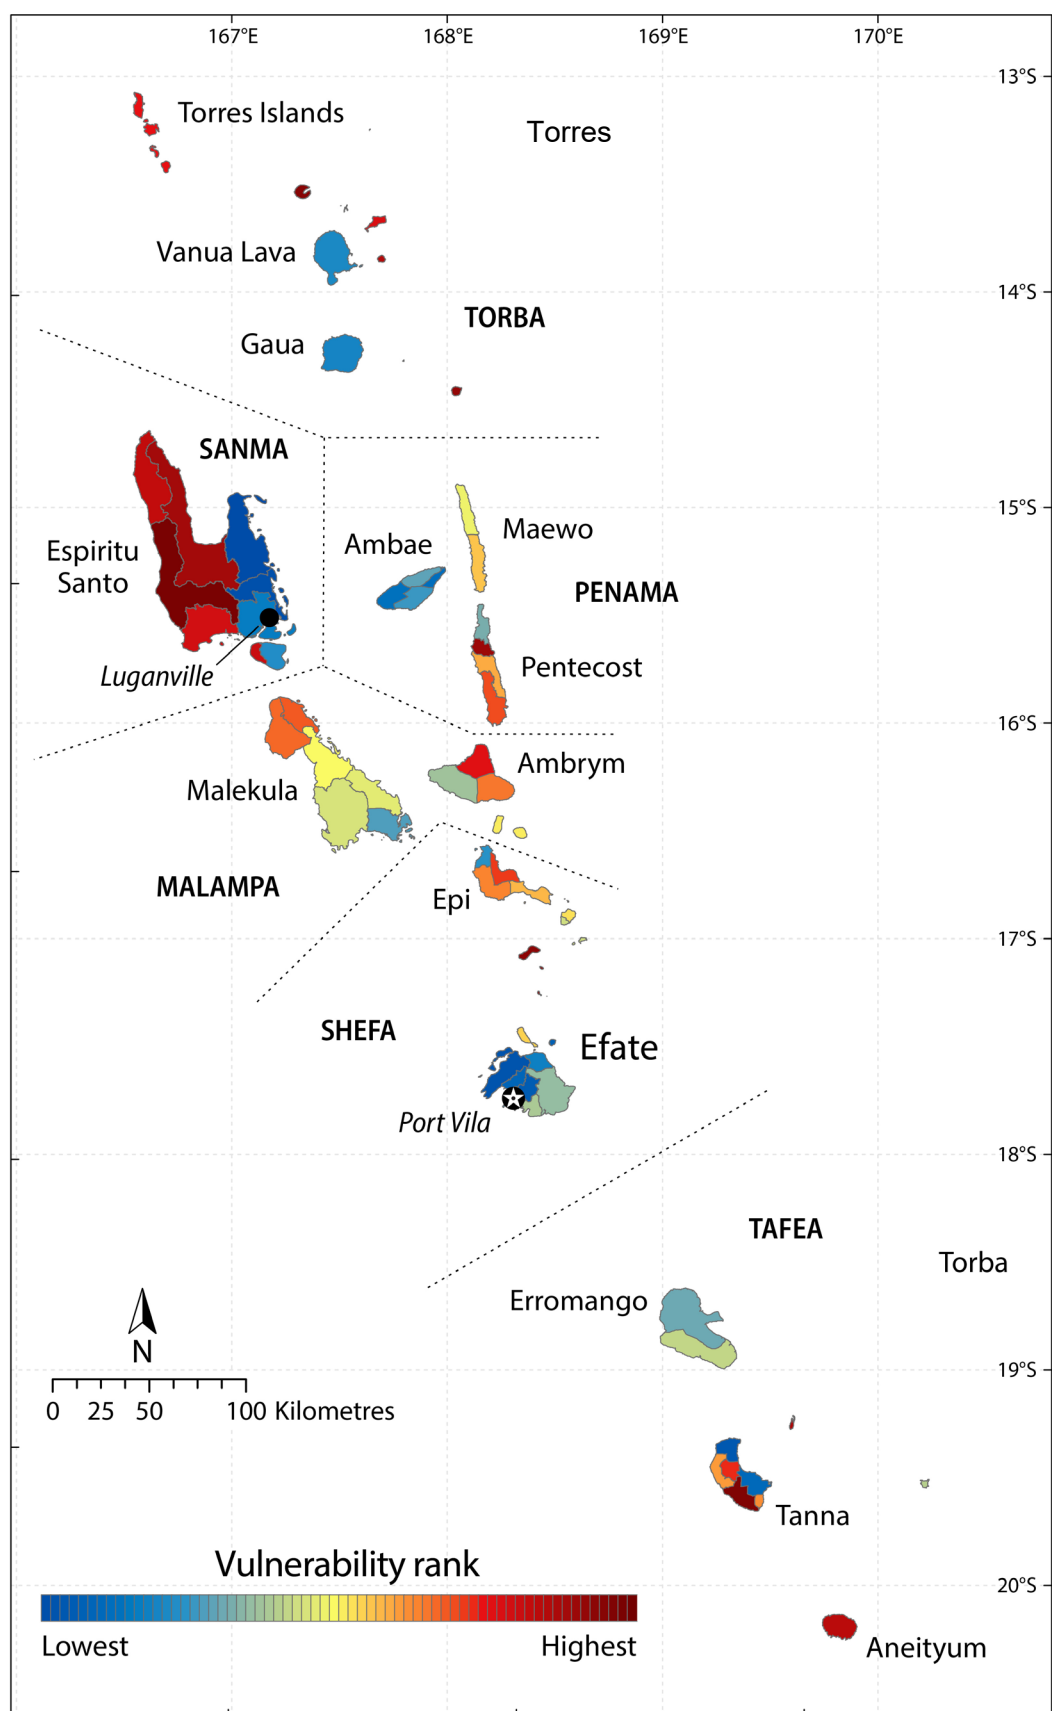 167°E 168°E 169°E 170°E
13°S
Torres Islands
Torres
Vanua Lava
14°S
TORBA
Gaua
SANMA
15°S
Maewo
Ambae
Espiritu
Santo
PENAMA
Pentecost
Luganville
16°S
Ambrym
Malekula
MALAMPA
Epi
17°S
SHEFA
Efate
Port Vila
18°S
TAFEA
Torba
Erromango
N
19°S
0 25 50 100 Kilometres
Tanna
Vulnerability rank
20°S
Lowest Highest
Aneityum